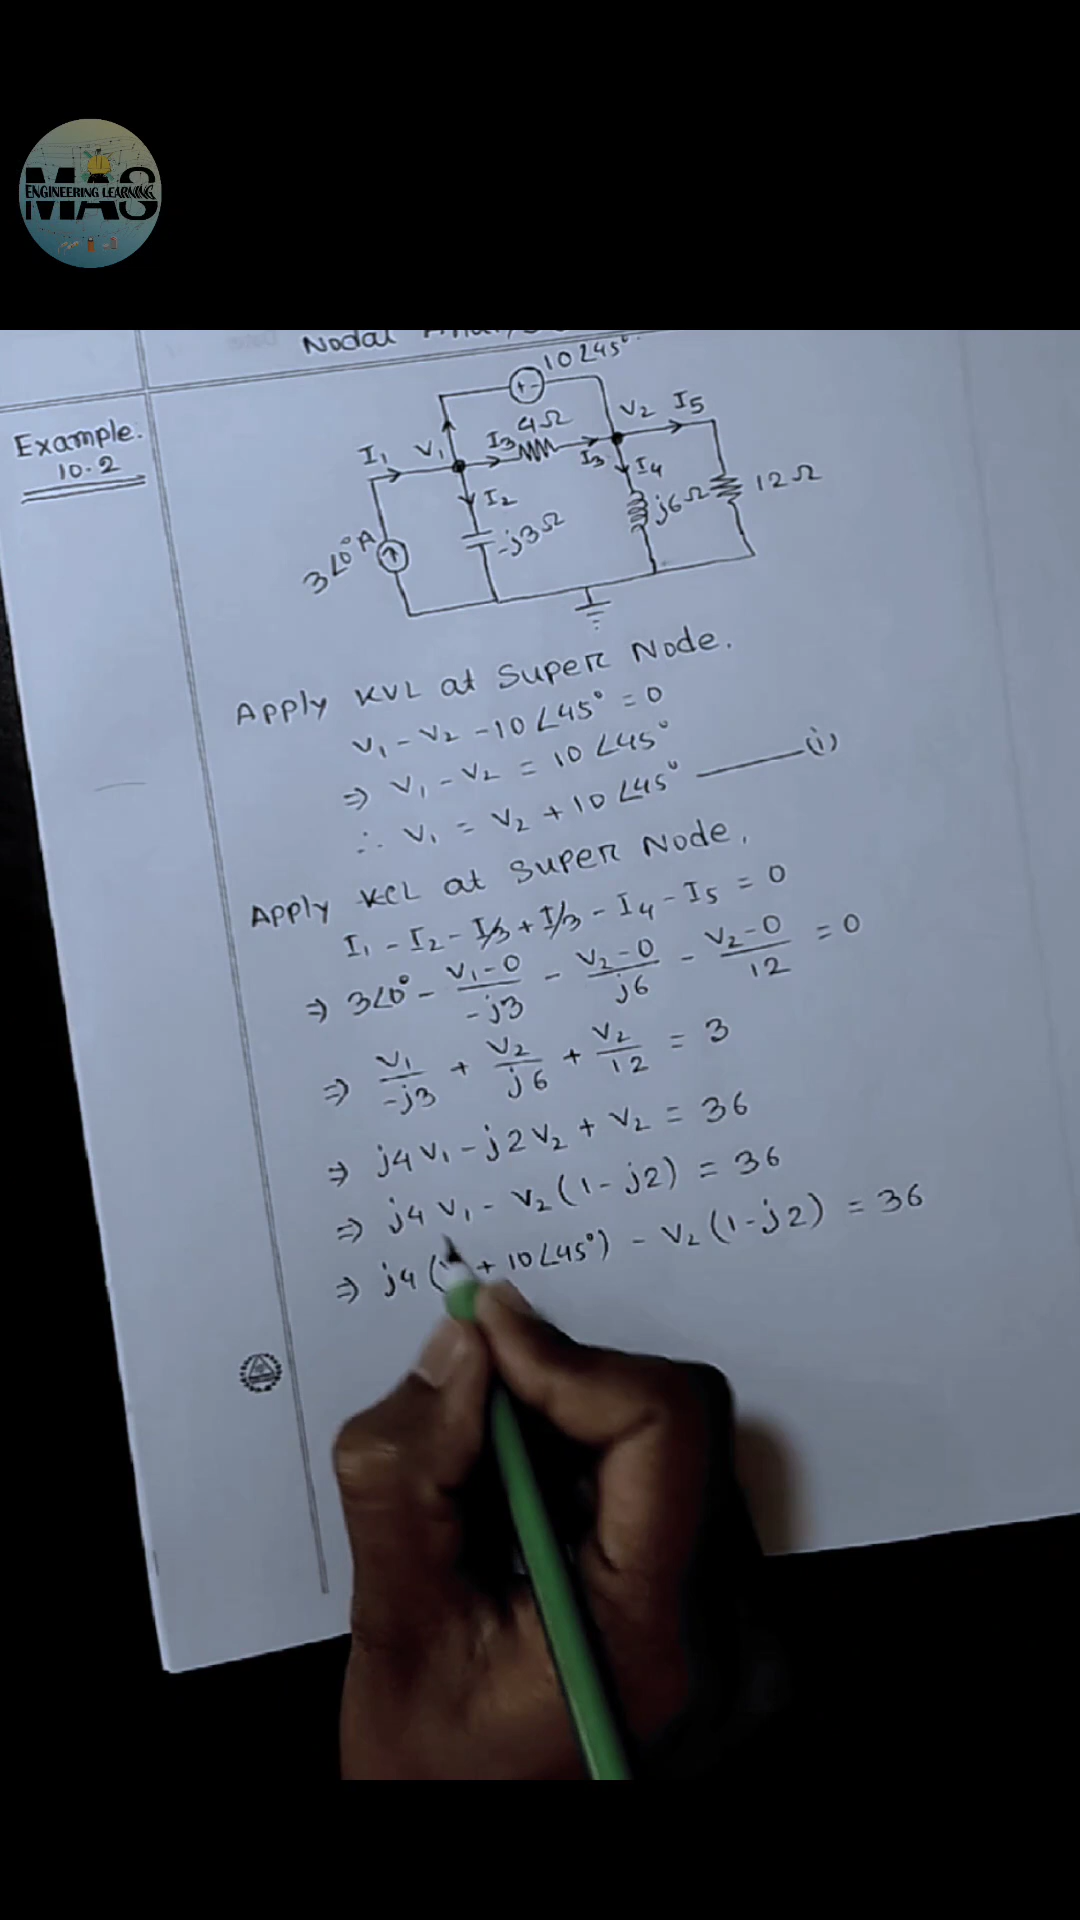 MAS
ENGINEERING LEARNING
Nodal
Example.
10.2
10∠45°
I₁ V₁ I₃ 4Ω I₃ V₂ I₅
I₂ I₄
3∠0°A -j3Ω j6Ω 12Ω
Apply KVL at Super Node.
V₁ - V₂ - 10∠45° = 0
⇒ V₁ - V₂ = 10∠45°
∴ V₁ = V₂ + 10∠45° —— (i)
Apply KCL at Super Node.
I₁ - I₂ - I₃ + I₃ - I₄ - I₅ = 0
⇒ 3∠0° - (V₁-0)/(-j3) - (V₂-0)/(j6) - (V₂-0)/12 = 0
⇒ V₁/(-j3) + V₂/(j6) + V₂/12 = 3
⇒ j4V₁ - j2V₂ + V₂ = 36
⇒ j4V₁ - V₂(1-j2) = 36
⇒ j4( + 10∠45°) - V₂(1-j2) = 36